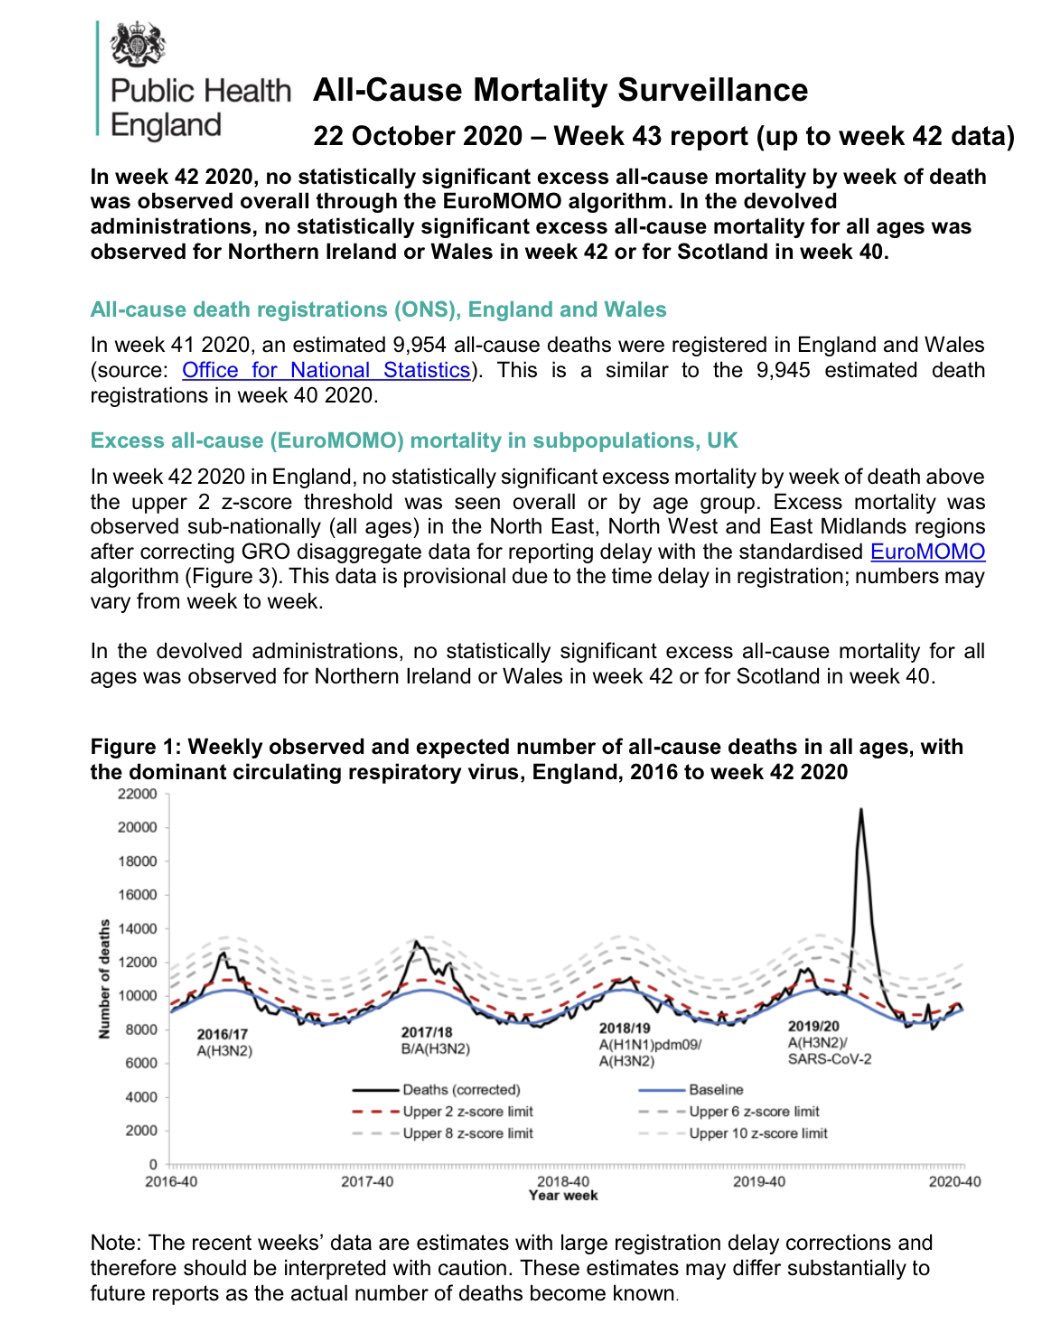 Public Health
England
All-Cause Mortality Surveillance
22 October 2020 – Week 43 report (up to week 42 data)
In week 42 2020, no statistically significant excess all-cause mortality by week of death
was observed overall through the EuroMOMO algorithm. In the devolved
administrations, no statistically significant excess all-cause mortality for all ages was
observed for Northern Ireland or Wales in week 42 or for Scotland in week 40.
All-cause death registrations (ONS), England and Wales
In week 41 2020, an estimated 9,954 all-cause deaths were registered in England and Wales
(source: Office for National Statistics). This is a similar to the 9,945 estimated death
registrations in week 40 2020.
Excess all-cause (EuroMOMO) mortality in subpopulations, UK
In week 42 2020 in England, no statistically significant excess mortality by week of death above
the upper 2 z-score threshold was seen overall or by age group. Excess mortality was
observed sub-nationally (all ages) in the North East, North West and East Midlands regions
after correcting GRO disaggregate data for reporting delay with the standardised EuroMOMO
algorithm (Figure 3). This data is provisional due to the time delay in registration; numbers may
vary from week to week.
In the devolved administrations, no statistically significant excess all-cause mortality for all
ages was observed for Northern Ireland or Wales in week 42 or for Scotland in week 40.
Figure 1: Weekly observed and expected number of all-cause deaths in all ages, with
the dominant circulating respiratory virus, England, 2016 to week 42 2020
22000
20000
18000
16000
14000
12000
10000
8000
6000
4000
2000
0
Number of deaths
2016/17
A(H3N2)
2017/18
B/A(H3N2)
2018/19
A(H1N1)pdm09/
A(H3N2)
2019/20
A(H3N2)/
SARS-CoV-2
Deaths (corrected)
Baseline
Upper 2 z-score limit
Upper 6 z-score limit
Upper 8 z-score limit
Upper 10 z-score limit
2016-40
2017-40
2018-40
2019-40
2020-40
Year week
Note: The recent weeks’ data are estimates with large registration delay corrections and
therefore should be interpreted with caution. These estimates may differ substantially to
future reports as the actual number of deaths become known.